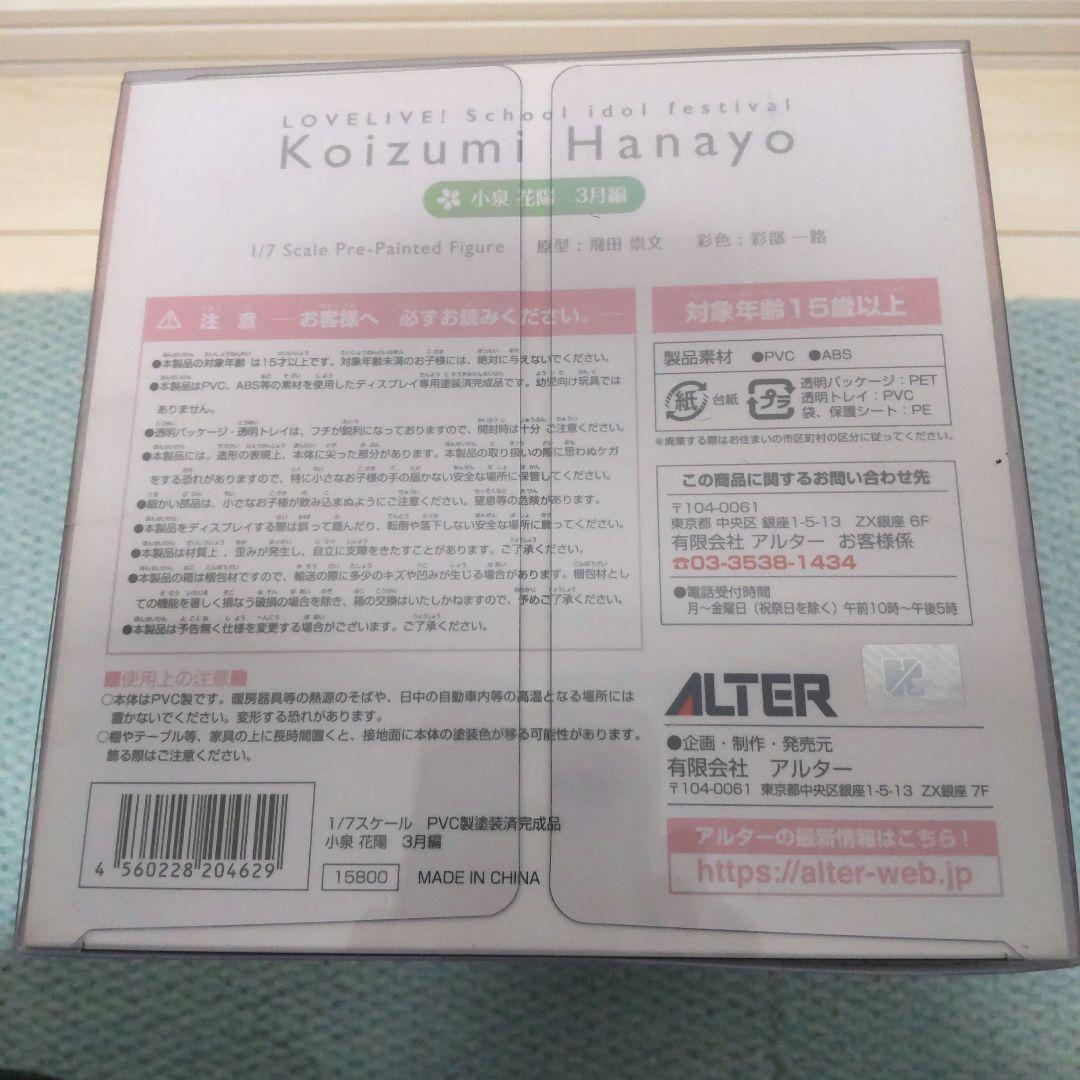 LOVELIVE! School idol festival
Koizumi Hanayo
小泉 花陽 3月編
1/7 Scale Pre-Painted Figure 原型：飛田 崇文 彩色：彩部 一路
注 意 ―お客様へ 必ずお読みください。―
●本製品の対象年齢 は15才以上です。対象年齢未満のお子様には、絶対に与えないでください。
●本製品はPVC、ABS等の素材を使用したディスプレイ専用塗装済完成品です。幼児向け玩具では
ありません。
●透明パッケージ・透明トレイは、フチが鋭利になっておりますので、開封時は十分 ご注意ください。
●本製品には、造形の表現上、本体に尖った部分があります。本製品の取り扱いの際に思わぬケガ
をする恐れがありますので、特に小さなお子様の手の届かない安全な場所に保管してください。
●細かい部品は、小さなお子様が飲み込まぬようにご注意ください。窒息等の危険があります。
●本製品をディスプレイする際は誤って踏んだり、転倒や落下しない安全な場所に飾ってください。
●本製品は材質上、歪みが発生し、自立に支障をきたすことがあります。ご了承ください。
●本製品の箱は梱包材ですので、輸送の際に多少のキズや凹みが生じる場合があります。梱包材とし
ての機能を著しく損なう破損の場合を除き、箱の交換はいたしかねますので、予めご了承ください。
●本製品は予告無く仕様を変更する場合がございます。ご了承ください。
■使用上の注意■
○本体はPVC製です。暖房器具等の熱源のそばや、日中の自動車内等の高温となる場所には
置かないでください。変形する恐れがあります。
○棚やテーブル等、家具の上に長時間置くと、接地面に本体の塗装色が移る可能性があります。
飾る際はご注意ください。
4 560228 204629
1/7スケール PVC製塗装済完成品
小泉 花陽 3月編
15800 MADE IN CHINA
対象年齢15歳以上
製品素材 ●PVC ●ABS
紙 台紙
プラ 透明パッケージ：PET
透明トレイ：PVC
袋、保護シート：PE
※廃棄する際はお住まいの市区町村の区分に従ってください。
この商品に関するお問い合わせ先
〒104-0061
東京都 中央区 銀座1-5-13 ZX銀座 6F
有限会社 アルター お客様係
☎03-3538-1434
●電話受付時間
月〜金曜日（祝祭日を除く）午前10時〜午後5時
ALTER
●企画・制作・発売元
有限会社 アルター
〒104-0061 東京都中央区銀座1-5-13 ZX銀座 7F
アルターの最新情報はこちら！
https://alter-web.jp